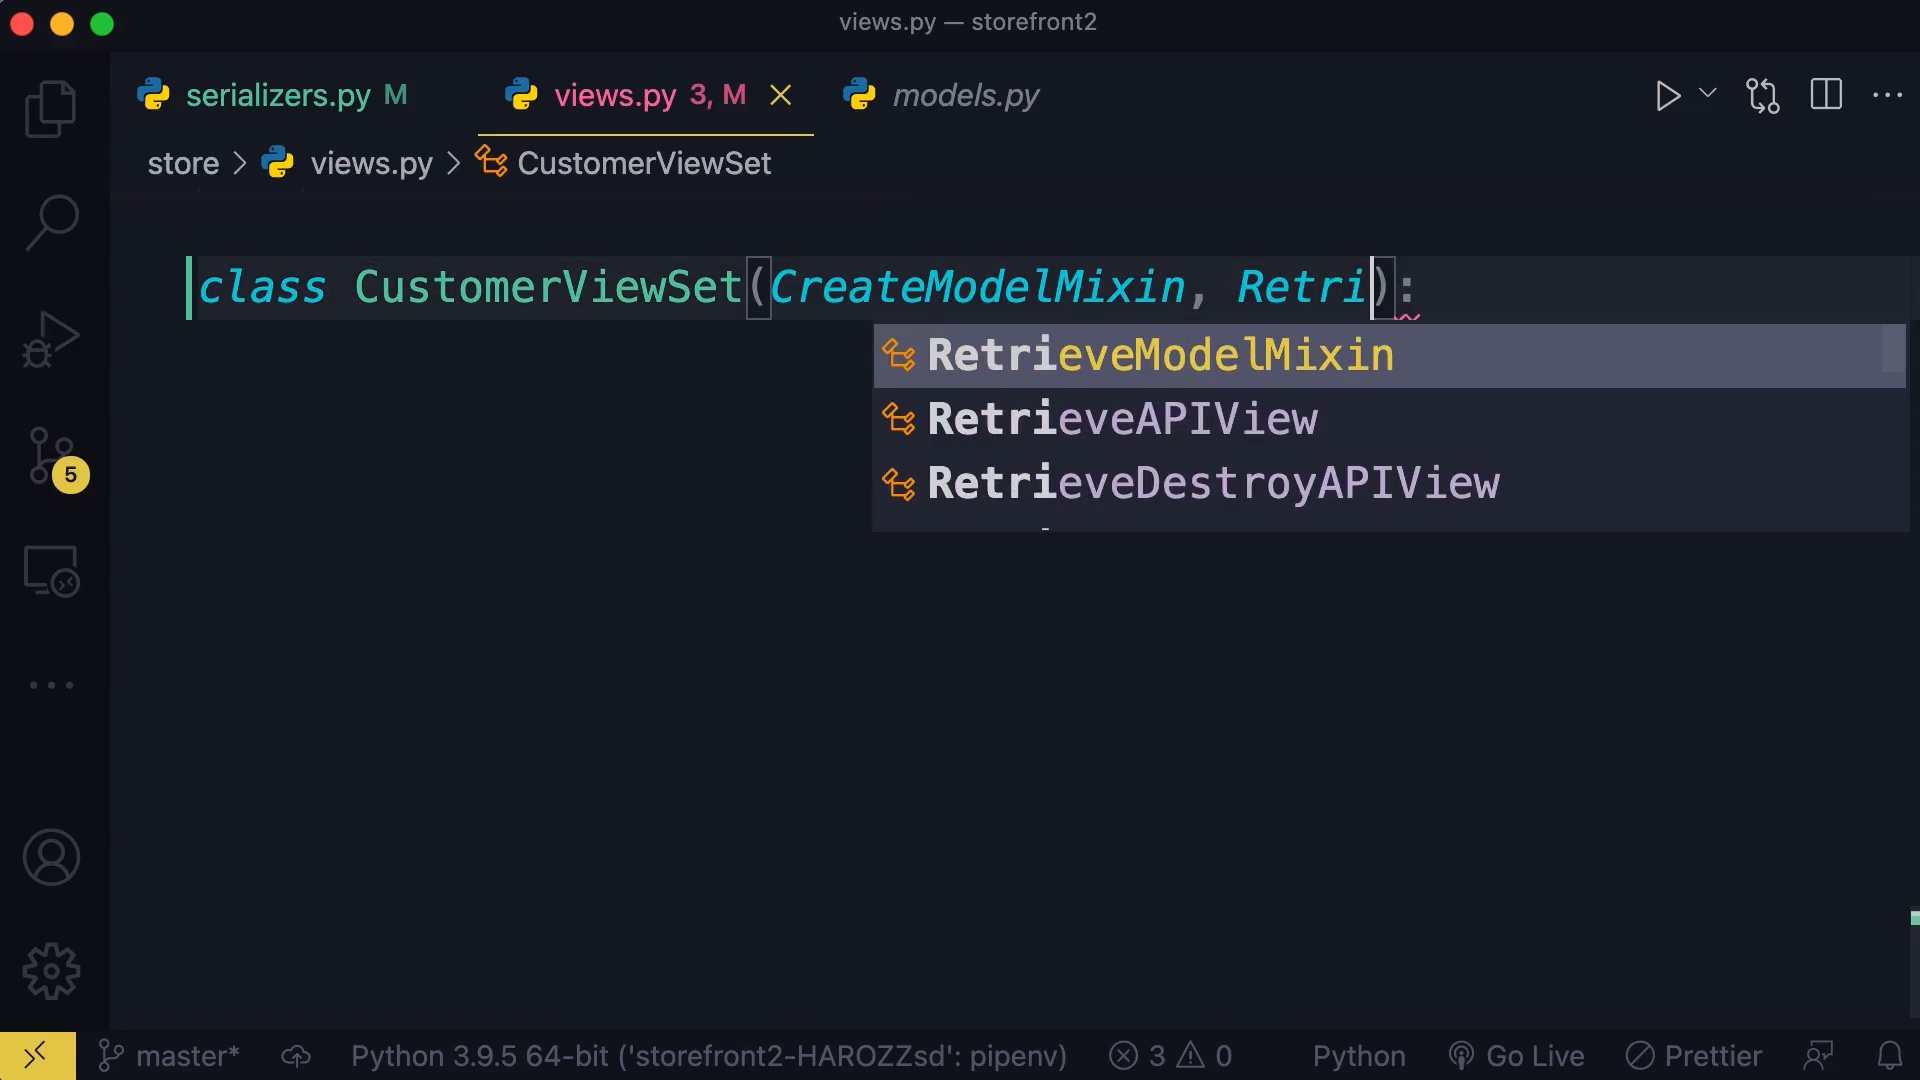 views.py — storefront2
serializers.py M
views.py 3, M
models.py
store > views.py > CustomerViewSet
class CustomerViewSet(CreateModelMixin, Retri):
RetrieveModelMixin
RetrieveAPIView
RetrieveDestroyAPIView
5
master*
Python 3.9.5 64-bit ('storefront2-HAROZZsd': pipenv)
3
0
Python
Go Live
Prettier